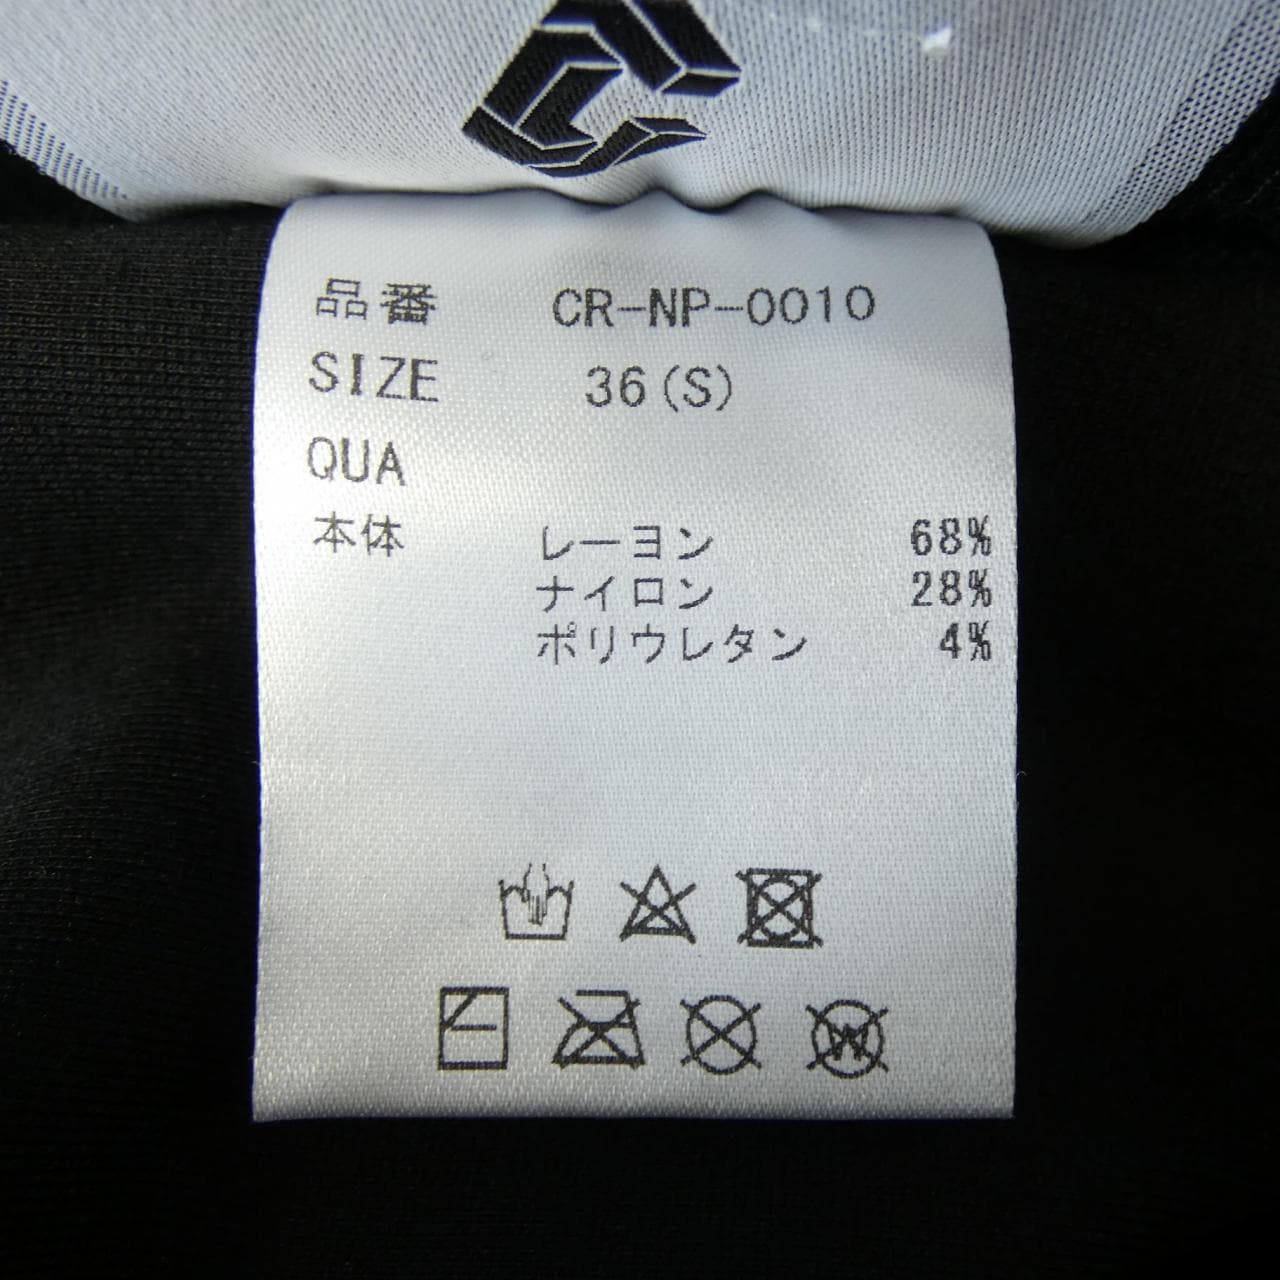 品番 CR-NP-0010
SIZE 36(S)
QUA
本体 レーヨン 68%
ナイロン 28%
ポリウレタン 4%
W